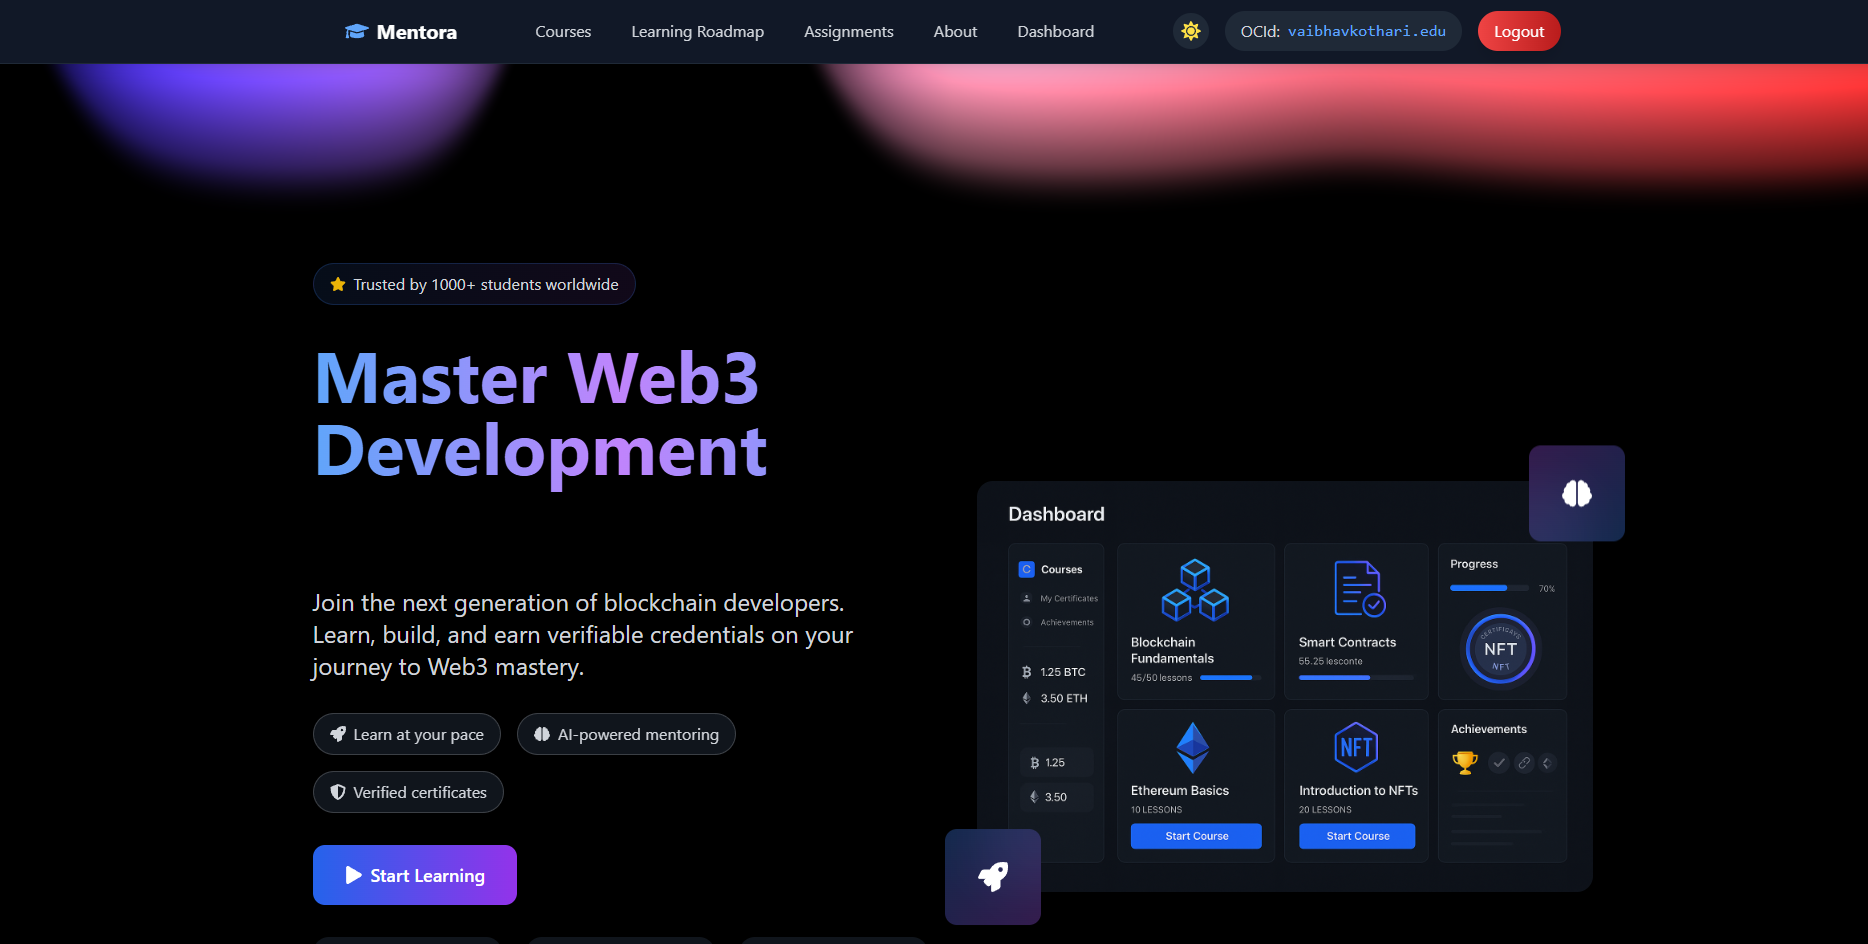 Mentora
Courses
Learning Roadmap
Assignments
About
Dashboard
OCId: vaibhavkothari.edu
Logout
Trusted by 1000+ students worldwide
Master Web3
Development
Join the next generation of blockchain developers.
Learn, build, and earn verifiable credentials on your
journey to Web3 mastery.
Learn at your pace
AI-powered mentoring
Verified certificates
Start Learning
Dashboard
C Courses
My Certificates
Achievements
1.25 BTC
3.50 ETH
1.25
3.50
Blockchain
Fundamentals
45/50 lessons
Smart Contracts
55.25 lesconte
Progress
70%
NFT
NFT
Ethereum Basics
10 LESSONS
Start Course
NFT
Introduction to NFTs
20 LESSONS
Start Course
Achievements